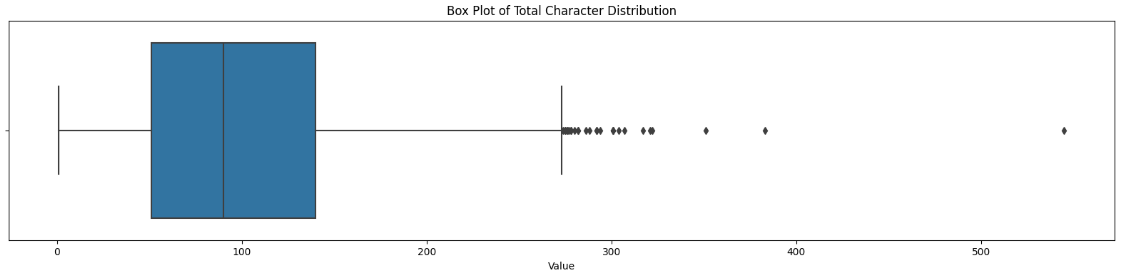 Box Plot of Total Character Distribution
0 100 200 300 400 500
Value